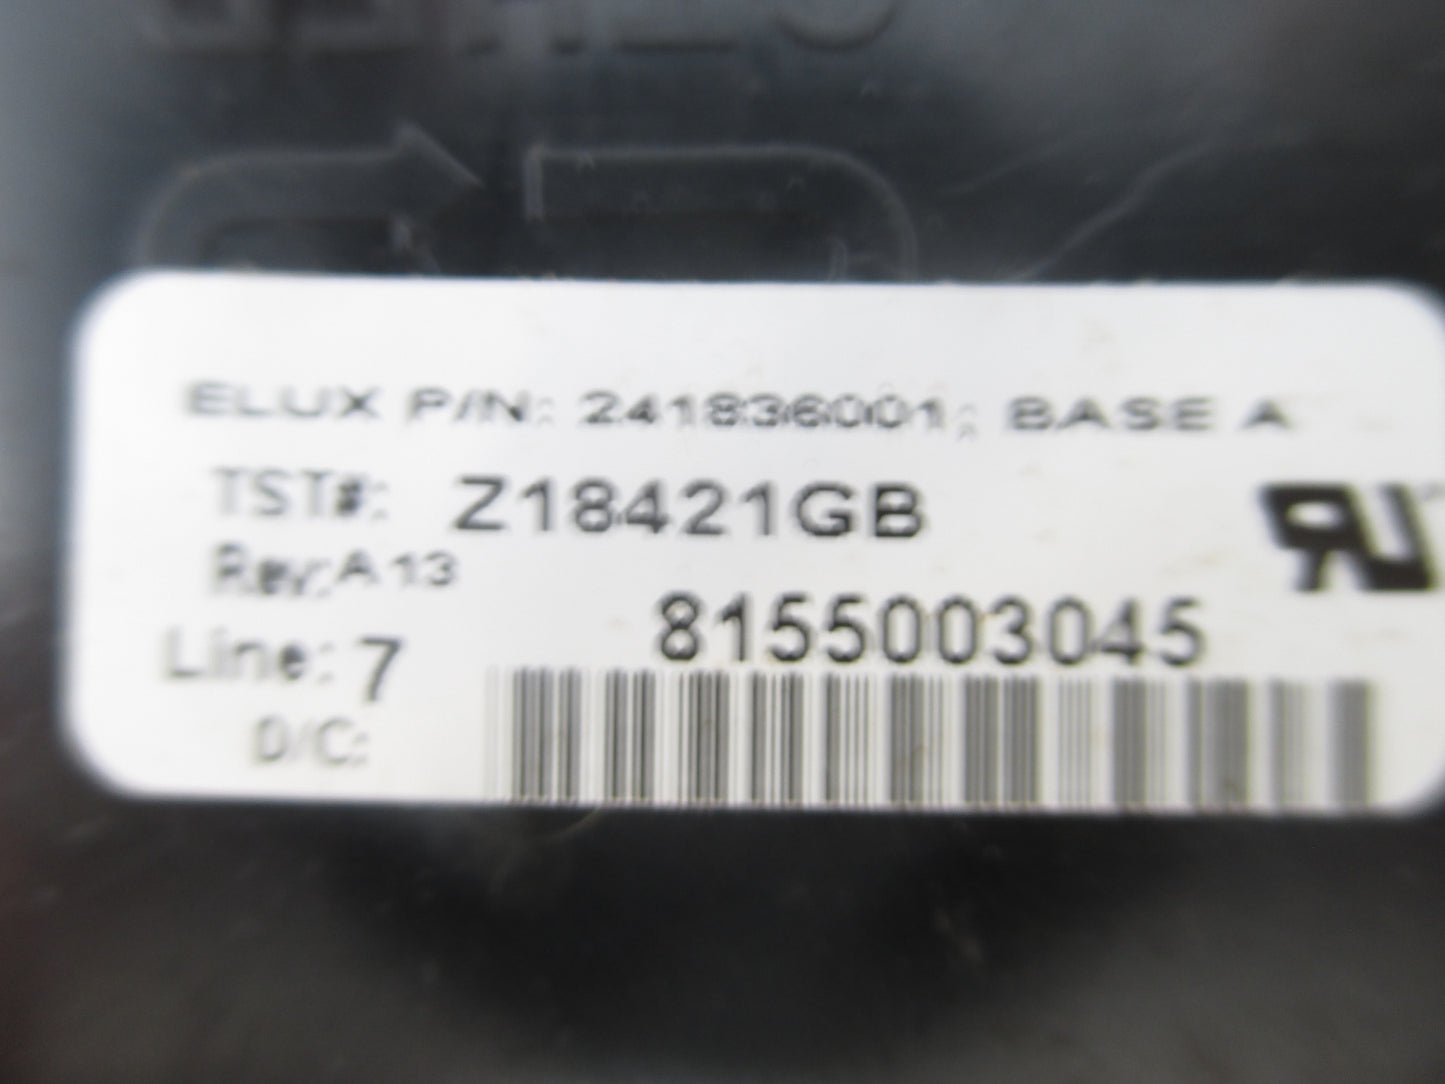 ELUX P/N: 241836001; BASE A
TST#: Z18421GB
Rev: A13
8155003045
Line: 7
D/C: